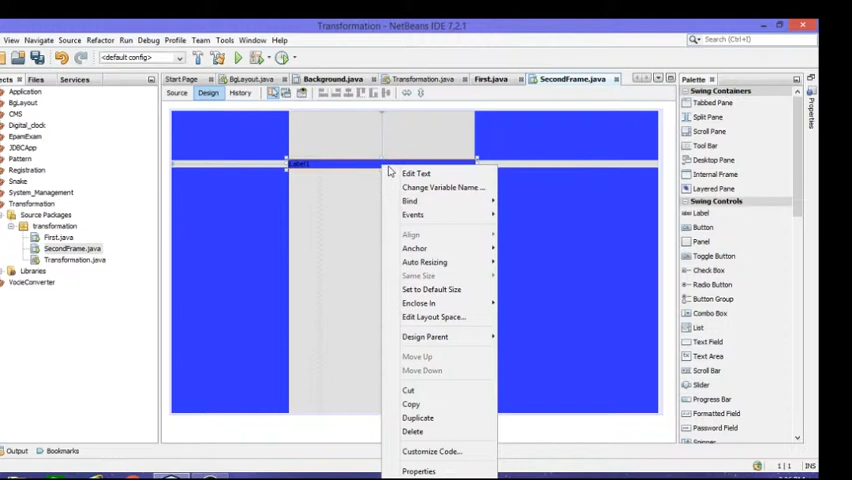 Transformation - NetBeans IDE 7.2.1
View Navigate Source Refactor Run Debug Profile Team Tools Window Help
Search (Ctrl+I)
<default config>
Files Services
Start Page BgLayout.java Background.java Transformation.java First.java SecondFrame.java
Source Design History
Application
BgLayout
CMS
Digital_clock
EpamExam
JDBCApp
Pattern
Registration
Snake
System_Management
Transformation
Source Packages
transformation
First.java
SecondFrame.java
Transformation.java
Libraries
VodeConverter
jLabel1
Edit Text
Change Variable Name ...
Bind
Events
Align
Anchor
Auto Resizing
Same Size
Set to Default Size
Enclose In
Edit Layout Space...
Design Parent
Move Up
Move Down
Cut
Copy
Duplicate
Delete
Customize Code...
Properties
Palette
Swing Containers
Tabbed Pane
Split Pane
Scroll Pane
Tool Bar
Desktop Pane
Internal Frame
Layered Pane
Swing Controls
Label
Button
Panel
Toggle Button
Check Box
Radio Button
Button Group
Combo Box
List
Text Field
Text Area
Scroll Bar
Slider
Progress Bar
Formatted Field
Password Field
Spinner
Properties
Output Bookmarks
1 | 1 INS